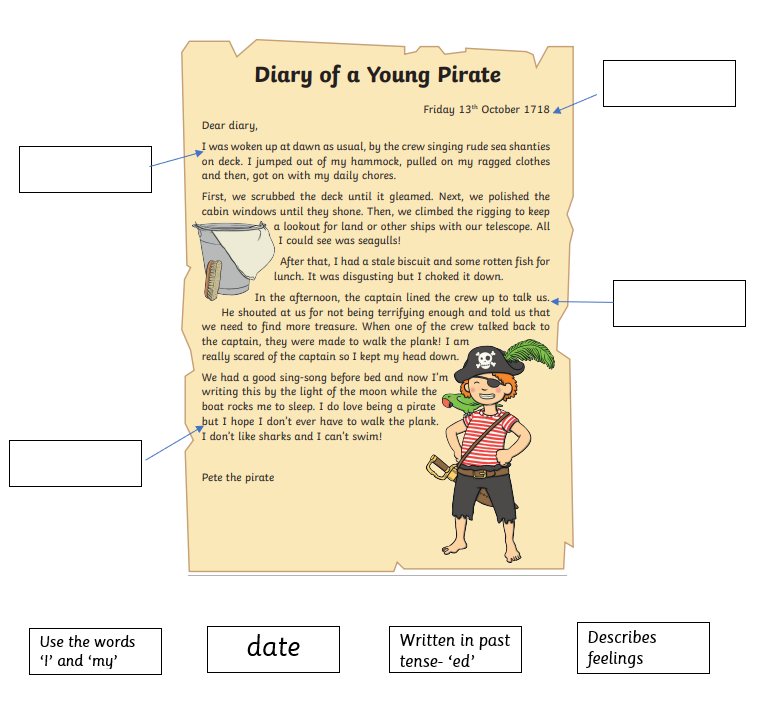 Diary of a Young Pirate
Friday 13th October 1718
Dear diary,
I was woken up at dawn as usual, by the crew singing rude sea shanties
on deck. I jumped out of my hammock, pulled on my ragged clothes
and then, got on with my daily chores.
First, we scrubbed the deck until it gleamed. Next, we polished the
cabin windows until they shone. Then, we climbed the rigging to keep
a lookout for land or other ships with our telescope. All
I could see was seagulls!
After that, I had a stale biscuit and some rotten fish for
lunch. It was disgusting but I choked it down.
In the afternoon, the captain lined the crew up to talk us.
He shouted at us for not being terrifying enough and told us that
we need to find more treasure. When one of the crew talked back to
the captain, they were made to walk the plank! I am
really scared of the captain so I kept my head down.
We had a good sing-song before bed and now I'm
writing this by the light of the moon while the
boat rocks me to sleep. I do love being a pirate
but I hope I don't ever have to walk the plank.
I don't like sharks and I can't swim!
Pete the pirate
Use the words
'I' and 'my'
date
Written in past
tense- 'ed'
Describes
feelings